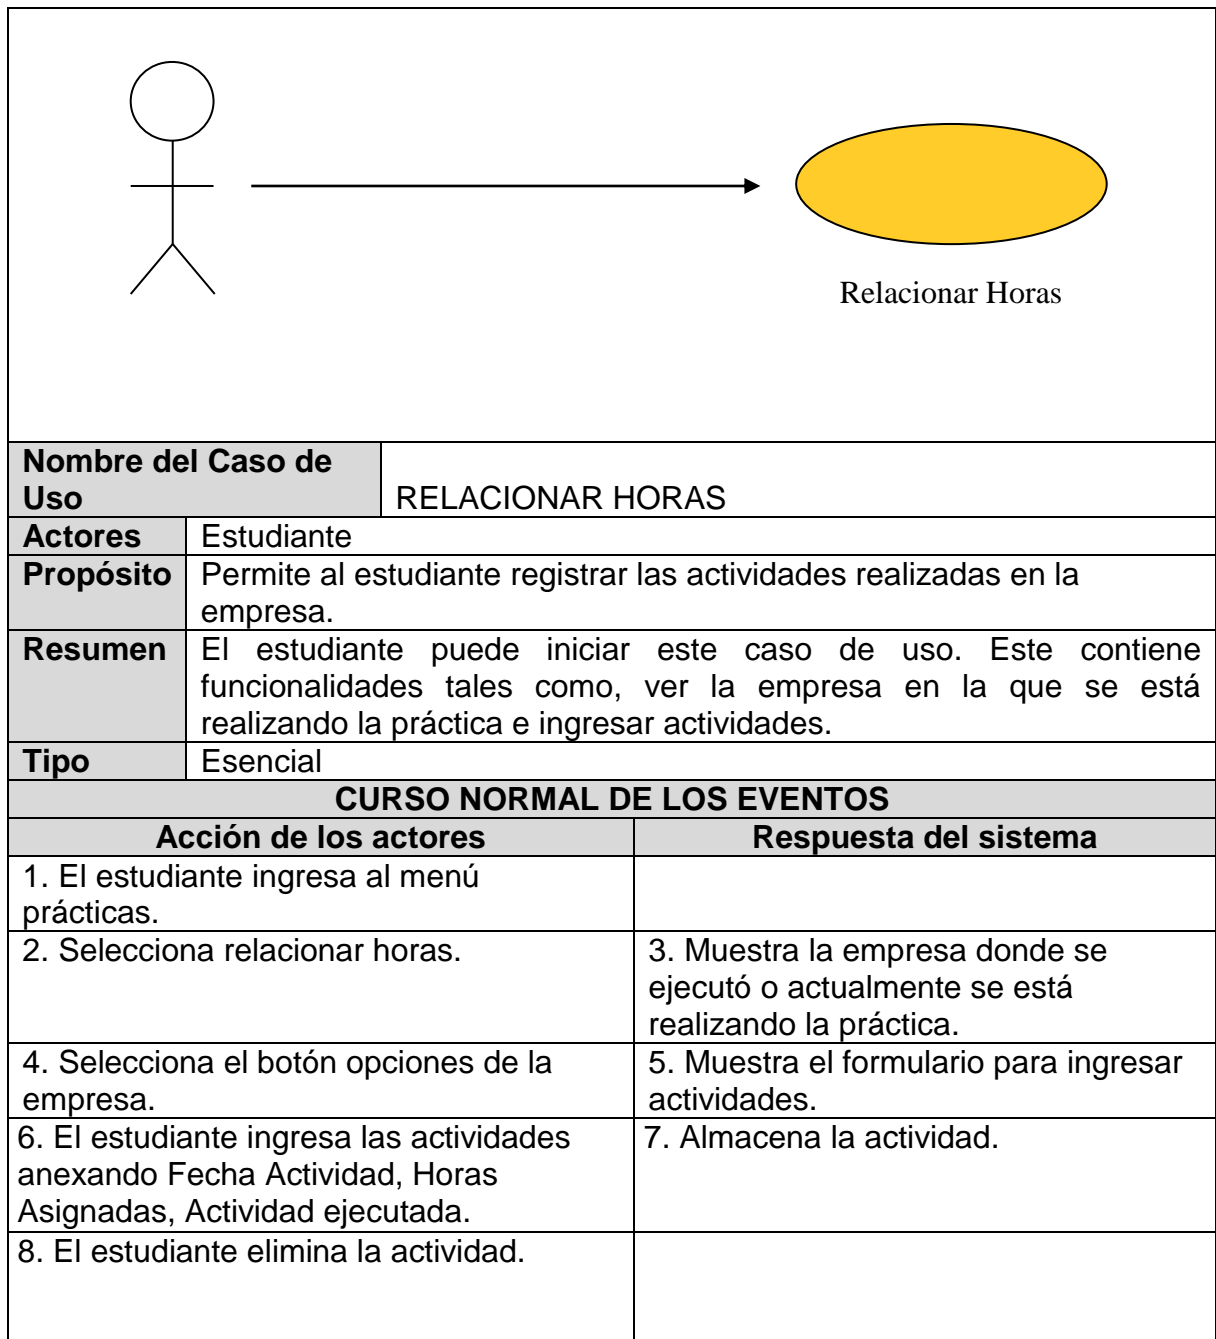 Relacionar Horas
Nombre del Caso de
Uso
RELACIONAR HORAS
Actores
Estudiante
Propósito
Permite al estudiante registrar las actividades realizadas en la
empresa.
Resumen
El estudiante puede iniciar este caso de uso. Este contiene
funcionalidades tales como, ver la empresa en la que se está
realizando la práctica e ingresar actividades.
Tipo
Esencial
CURSO NORMAL DE LOS EVENTOS
Acción de los actores
Respuesta del sistema
1. El estudiante ingresa al menú
prácticas.
2. Selecciona relacionar horas.
3. Muestra la empresa donde se
ejecutó o actualmente se está
realizando la práctica.
4. Selecciona el botón opciones de la
empresa.
5. Muestra el formulario para ingresar
actividades.
6. El estudiante ingresa las actividades
anexando Fecha Actividad, Horas
Asignadas, Actividad ejecutada.
7. Almacena la actividad.
8. El estudiante elimina la actividad.